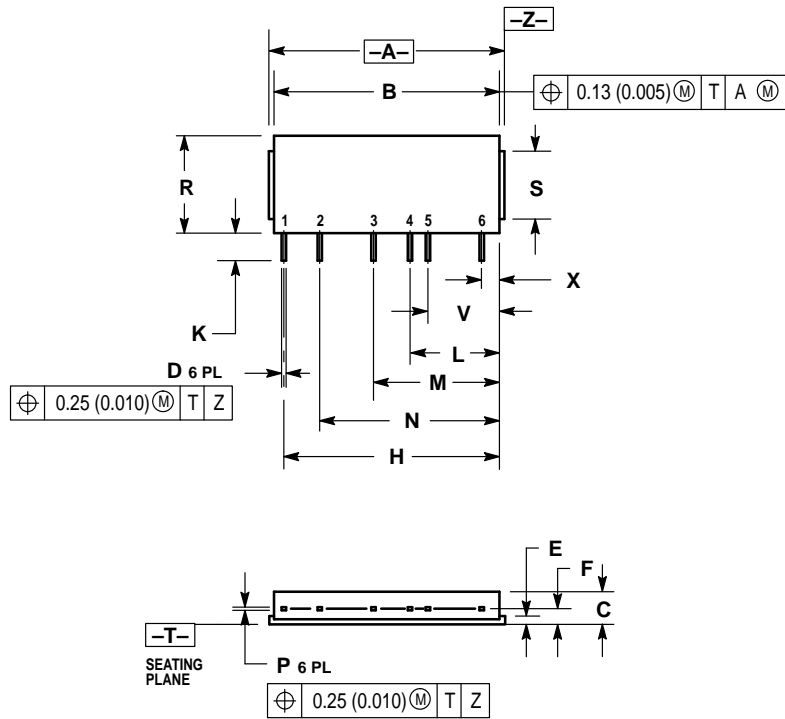 –Z–
–A–
B
⌖ 0.13 (0.005) Ⓜ T A Ⓜ
R
S
1 2 3 4 5 6
X
V
K
L
D 6 PL
M
⌖ 0.25 (0.010) Ⓜ T Z
N
H
E
F
C
–T–
SEATING
PLANE
P 6 PL
⌖ 0.25 (0.010) Ⓜ T Z